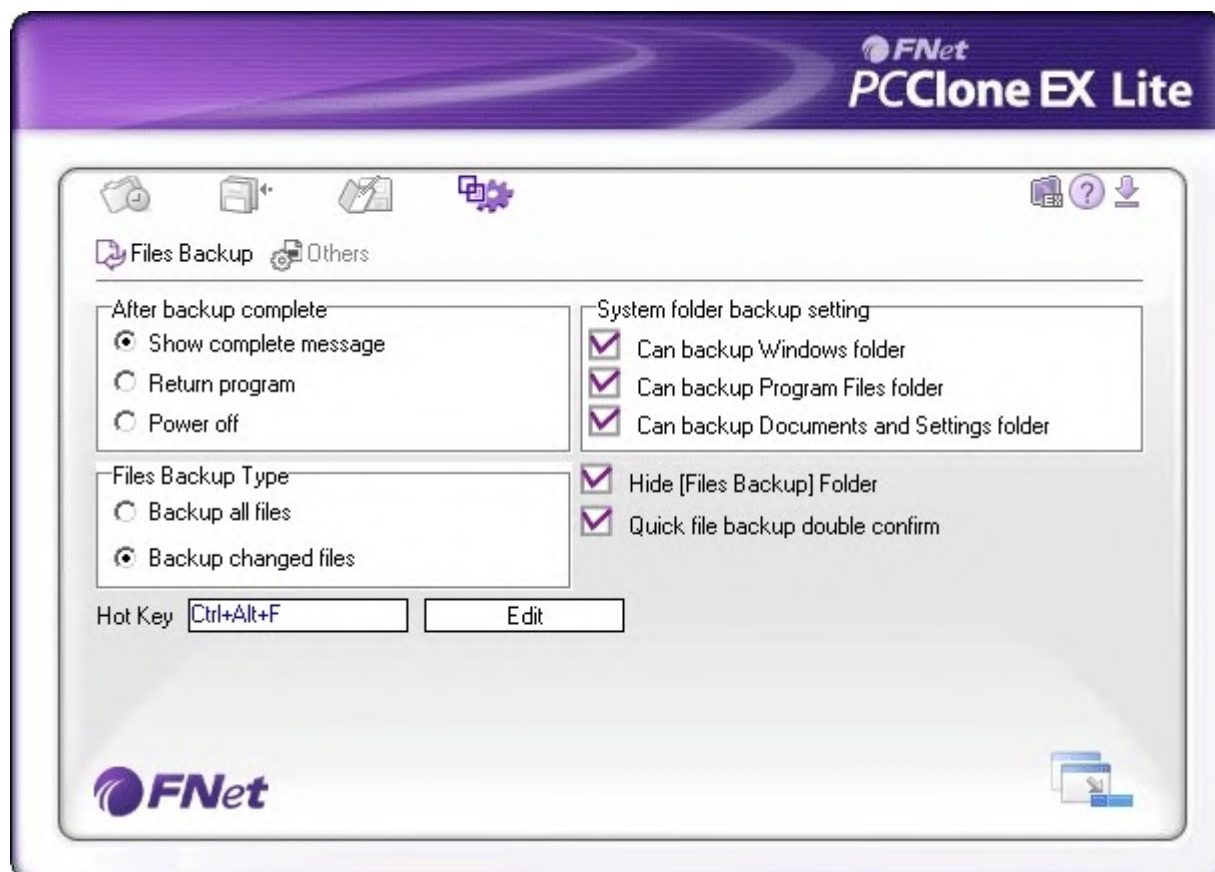 FNet
PCClone EX Lite
EX
?
Files Backup
Others
After backup complete
Show complete message
Return program
Power off
System folder backup setting
Can backup Windows folder
Can backup Program Files folder
Can backup Documents and Settings folder
Files Backup Type
Backup all files
Backup changed files
Hide [Files Backup] Folder
Quick file backup double confirm
Hot Key
Ctrl+Alt+F
Edit
FNet